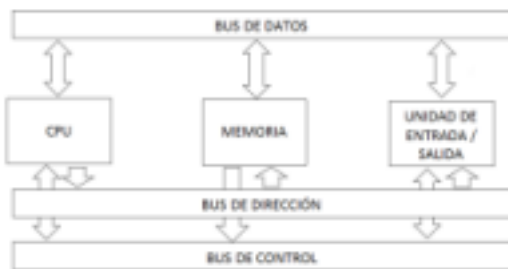 BUS DE DATOS
CPU
MEMORIA
UNIDAD DE
ENTRADA /
SALIDA
BUS DE DIRECCIÓN
BUS DE CONTROL